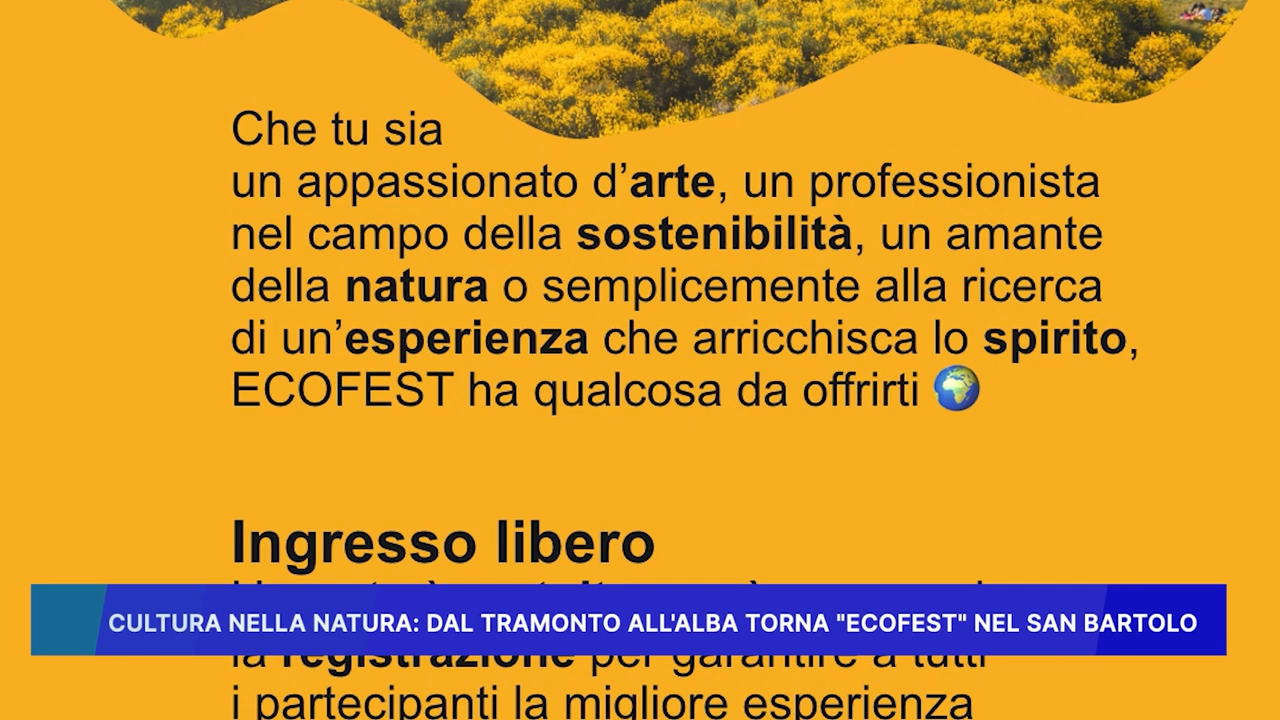 Che tu sia
un appassionato d’arte, un professionista
nel campo della sostenibilità, un amante
della natura o semplicemente alla ricerca
di un’esperienza che arricchisca lo spirito,
ECOFEST ha qualcosa da offrirti
Ingresso libero
CULTURA NELLA NATURA: DAL TRAMONTO ALL'ALBA TORNA "ECOFEST" NEL SAN BARTOLO
la registrazione per garantire a tutti
i partecipanti la migliore esperienza